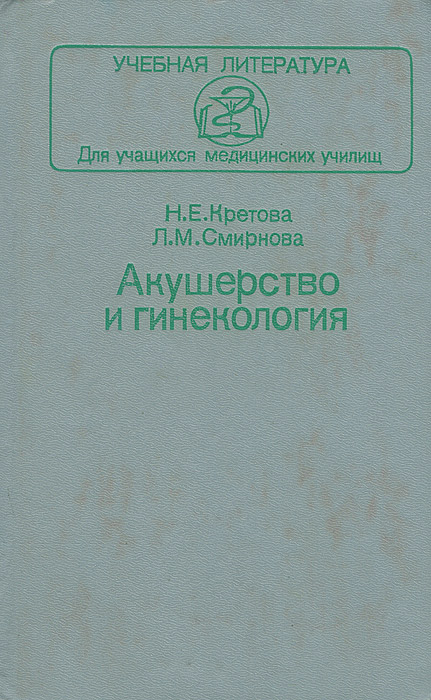 УЧЕБНАЯ ЛИТЕРАТУРА
Для учащихся медицинских училищ
Н.Е.Кретова
Л.М.Смирнова
Акушерство
и гинекология